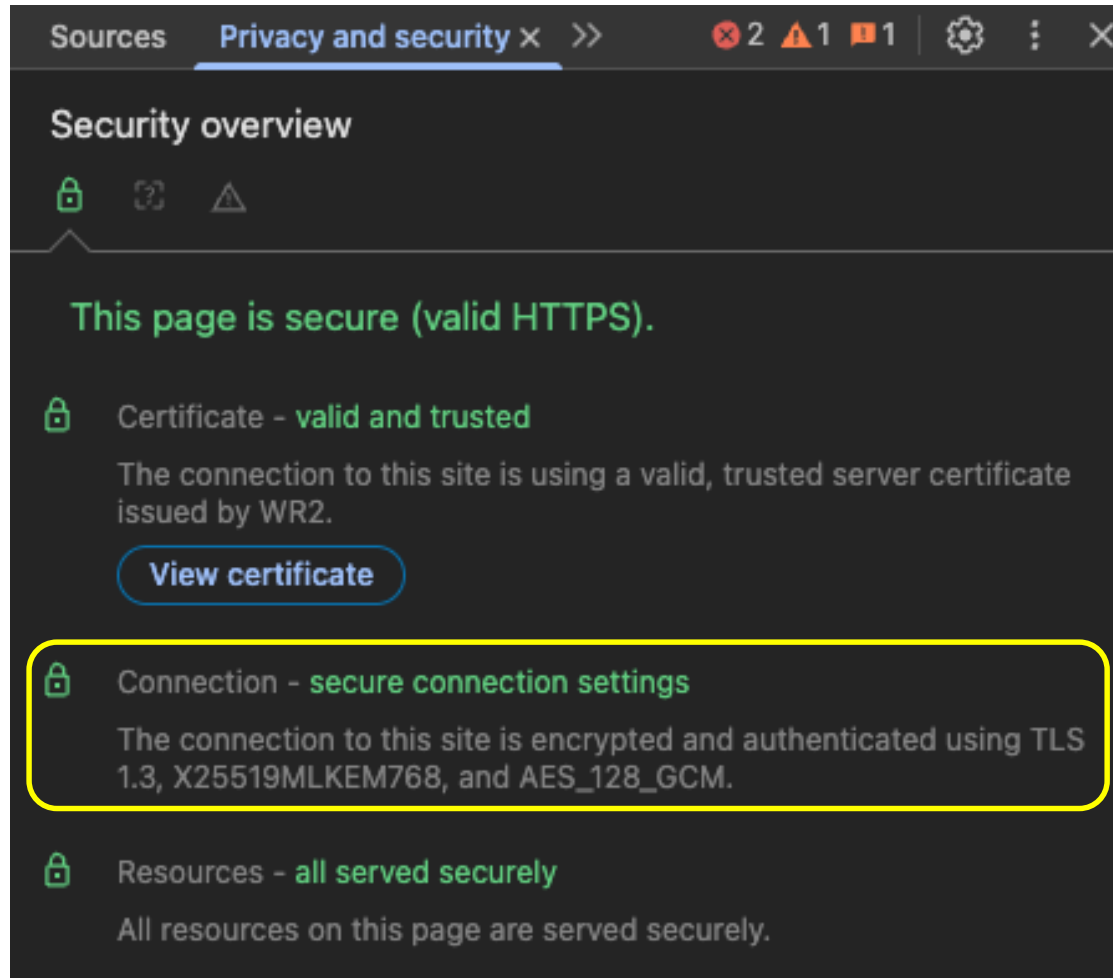 Sources Privacy and security × >> 2 1 1
Security overview
This page is secure (valid HTTPS).
Certificate - valid and trusted
The connection to this site is using a valid, trusted server certificate
issued by WR2.
View certificate
Connection - secure connection settings
The connection to this site is encrypted and authenticated using TLS
1.3, X25519MLKEM768, and AES_128_GCM.
Resources - all served securely
All resources on this page are served securely.